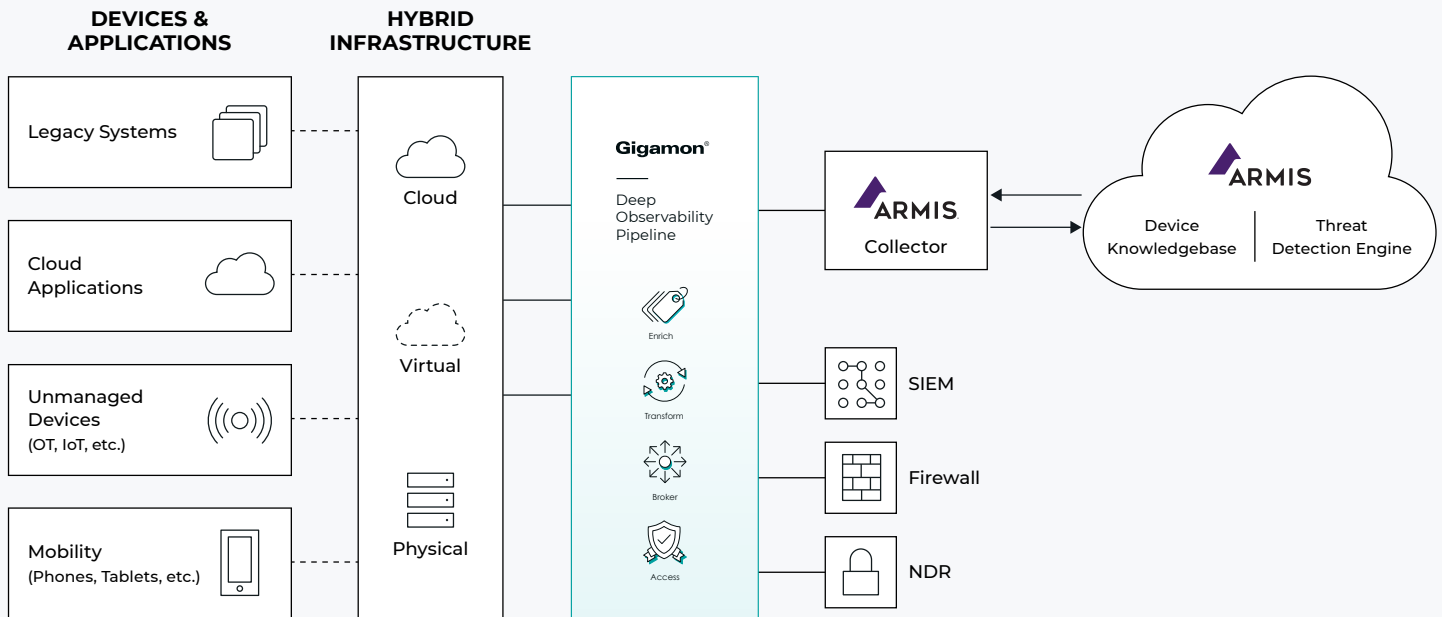 DEVICES &
APPLICATIONS
HYBRID
INFRASTRUCTURE
Legacy Systems
Cloud
Applications
Unmanaged
Devices
(OT, IoT, etc.)
Mobility
(Phones, Tablets, etc.)
Cloud
Virtual
Physical
Gigamon®
Deep
Observability
Pipeline
Enrich
Transform
Broker
Access
ARMIS
Collector
SIEM
Firewall
NDR
ARMIS
Device
Knowledgebase
Threat
Detection Engine